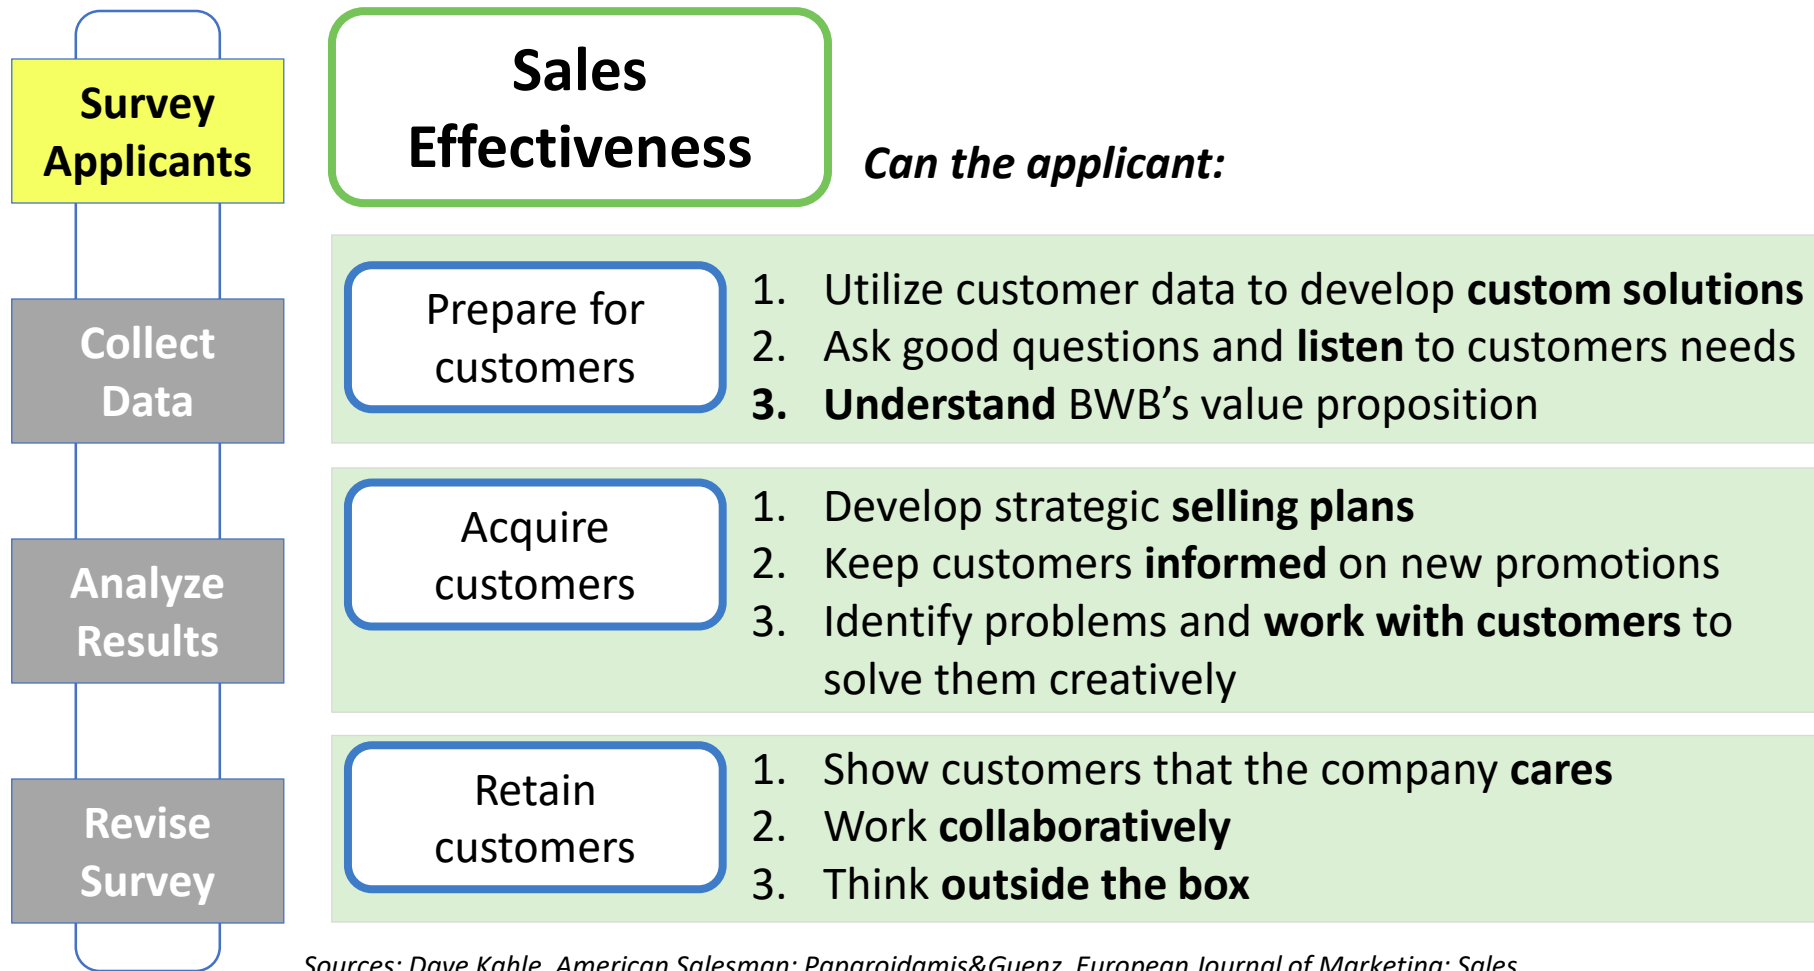 Survey
Applicants
Collect
Data
Analyze
Results
Revise
Survey
Sales
Effectiveness
Can the applicant:
Prepare for
customers
1. Utilize customer data to develop custom solutions
2. Ask good questions and listen to customers needs
3. Understand BWB’s value proposition
Acquire
customers
1. Develop strategic selling plans
2. Keep customers informed on new promotions
3. Identify problems and work with customers to
solve them creatively
Retain
customers
1. Show customers that the company cares
2. Work collaboratively
3. Think outside the box
Sources: Dave Kahle, American Salesman; Paparoidamis&Guenz, European Journal of Marketing; Sales